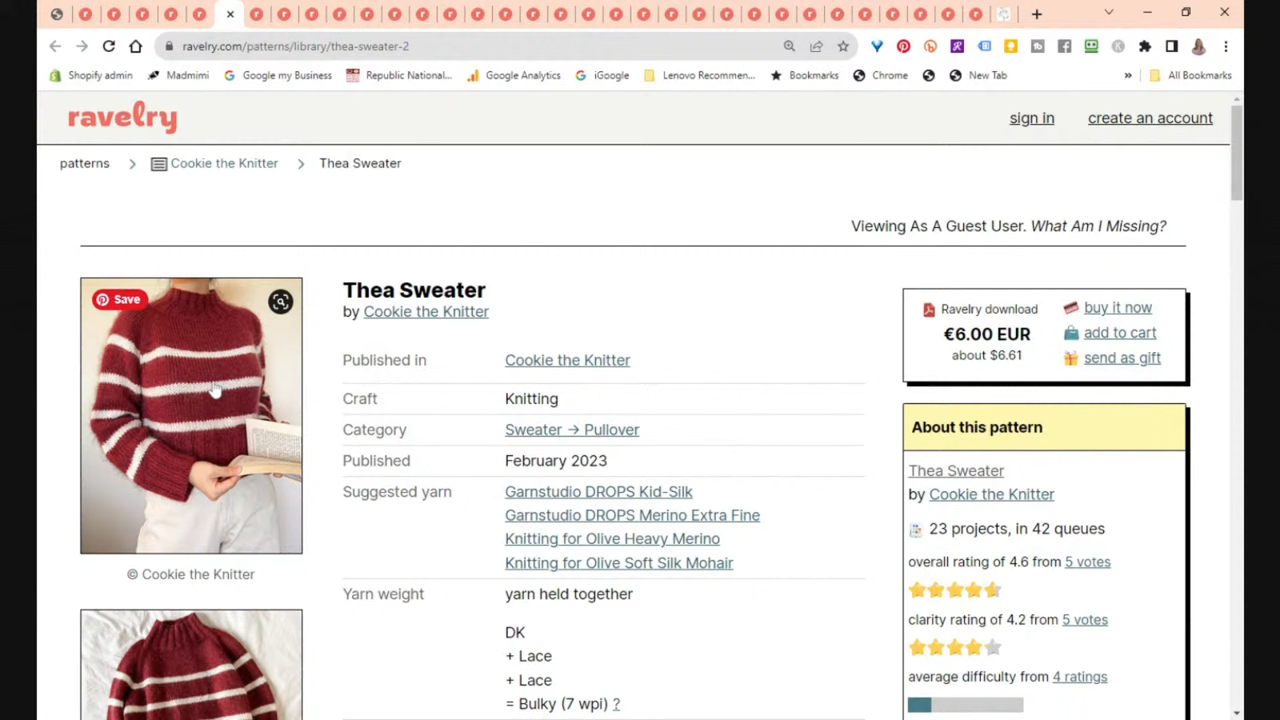 ravelry.com/patterns/library/thea-sweater-2
Shopify admin
Madmimi
Google my Business
Republic National...
Google Analytics
iGoogle
Lenovo Recommen...
Bookmarks
Chrome
New Tab
»
All Bookmarks
ravelry
sign in
create an account
patterns > Cookie the Knitter > Thea Sweater
Viewing As A Guest User. What Am I Missing?
Save
© Cookie the Knitter
Thea Sweater
by Cookie the Knitter
Published in Cookie the Knitter
Craft Knitting
Category Sweater → Pullover
Published February 2023
Suggested yarn Garnstudio DROPS Kid-Silk
Garnstudio DROPS Merino Extra Fine
Knitting for Olive Heavy Merino
Knitting for Olive Soft Silk Mohair
Yarn weight yarn held together
DK
+ Lace
+ Lace
= Bulky (7 wpi) ?
Ravelry download
€6.00 EUR
about $6.61
buy it now
add to cart
send as gift
About this pattern
Thea Sweater
by Cookie the Knitter
23 projects, in 42 queues
overall rating of 4.6 from 5 votes
clarity rating of 4.2 from 5 votes
average difficulty from 4 ratings